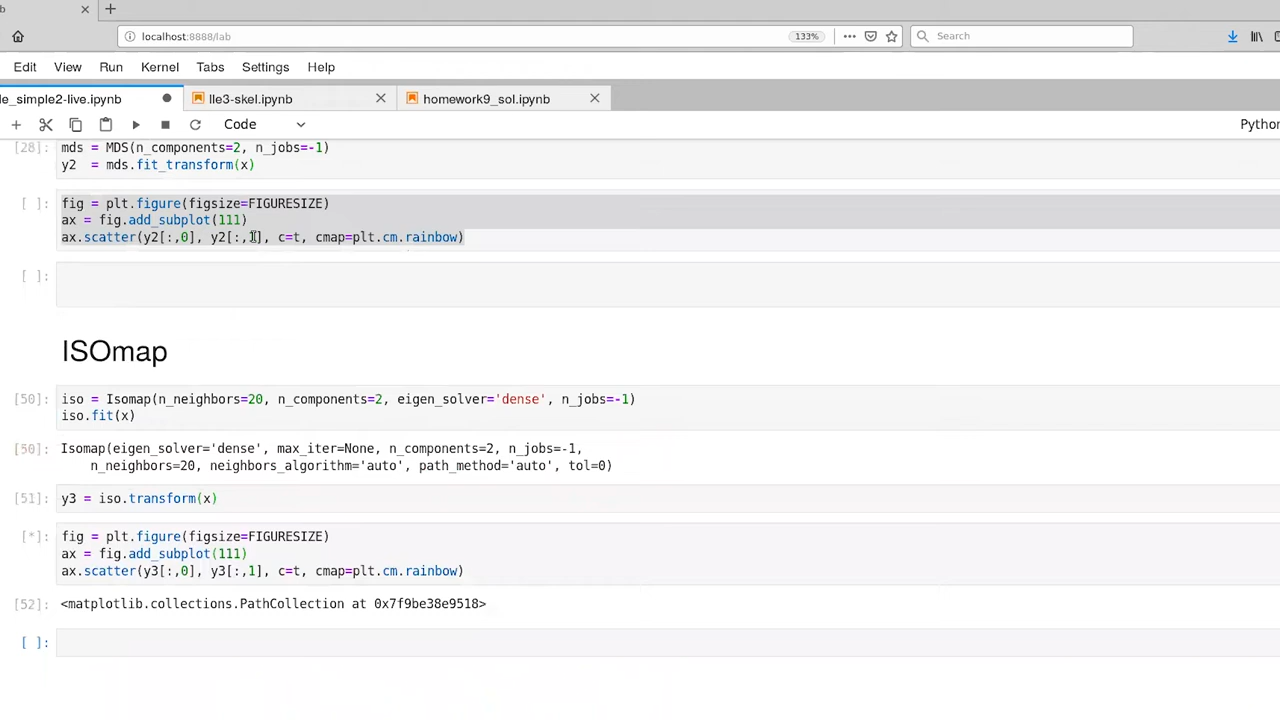 b
localhost:8888/lab
133%
Search
Edit View Run Kernel Tabs Settings Help
le_simple2-live.ipynb
lle3-skel.ipynb
homework9_sol.ipynb
Code
Python
[28]:
mds = MDS(n_components=2, n_jobs=-1)
y2  = mds.fit_transform(x)
[ ]:
fig = plt.figure(figsize=FIGURESIZE)
ax = fig.add_subplot(111)
ax.scatter(y2[:,0], y2[:,1], c=t, cmap=plt.cm.rainbow)
[ ]:
ISOmap
[50]:
iso = Isomap(n_neighbors=20, n_components=2, eigen_solver='dense', n_jobs=-1)
iso.fit(x)
[50]:
Isomap(eigen_solver='dense', max_iter=None, n_components=2, n_jobs=-1,
n_neighbors=20, neighbors_algorithm='auto', path_method='auto', tol=0)
[51]:
y3 = iso.transform(x)
[*]:
fig = plt.figure(figsize=FIGURESIZE)
ax = fig.add_subplot(111)
ax.scatter(y3[:,0], y3[:,1], c=t, cmap=plt.cm.rainbow)
[52]:
<matplotlib.collections.PathCollection at 0x7f9be38e9518>
[ ]: